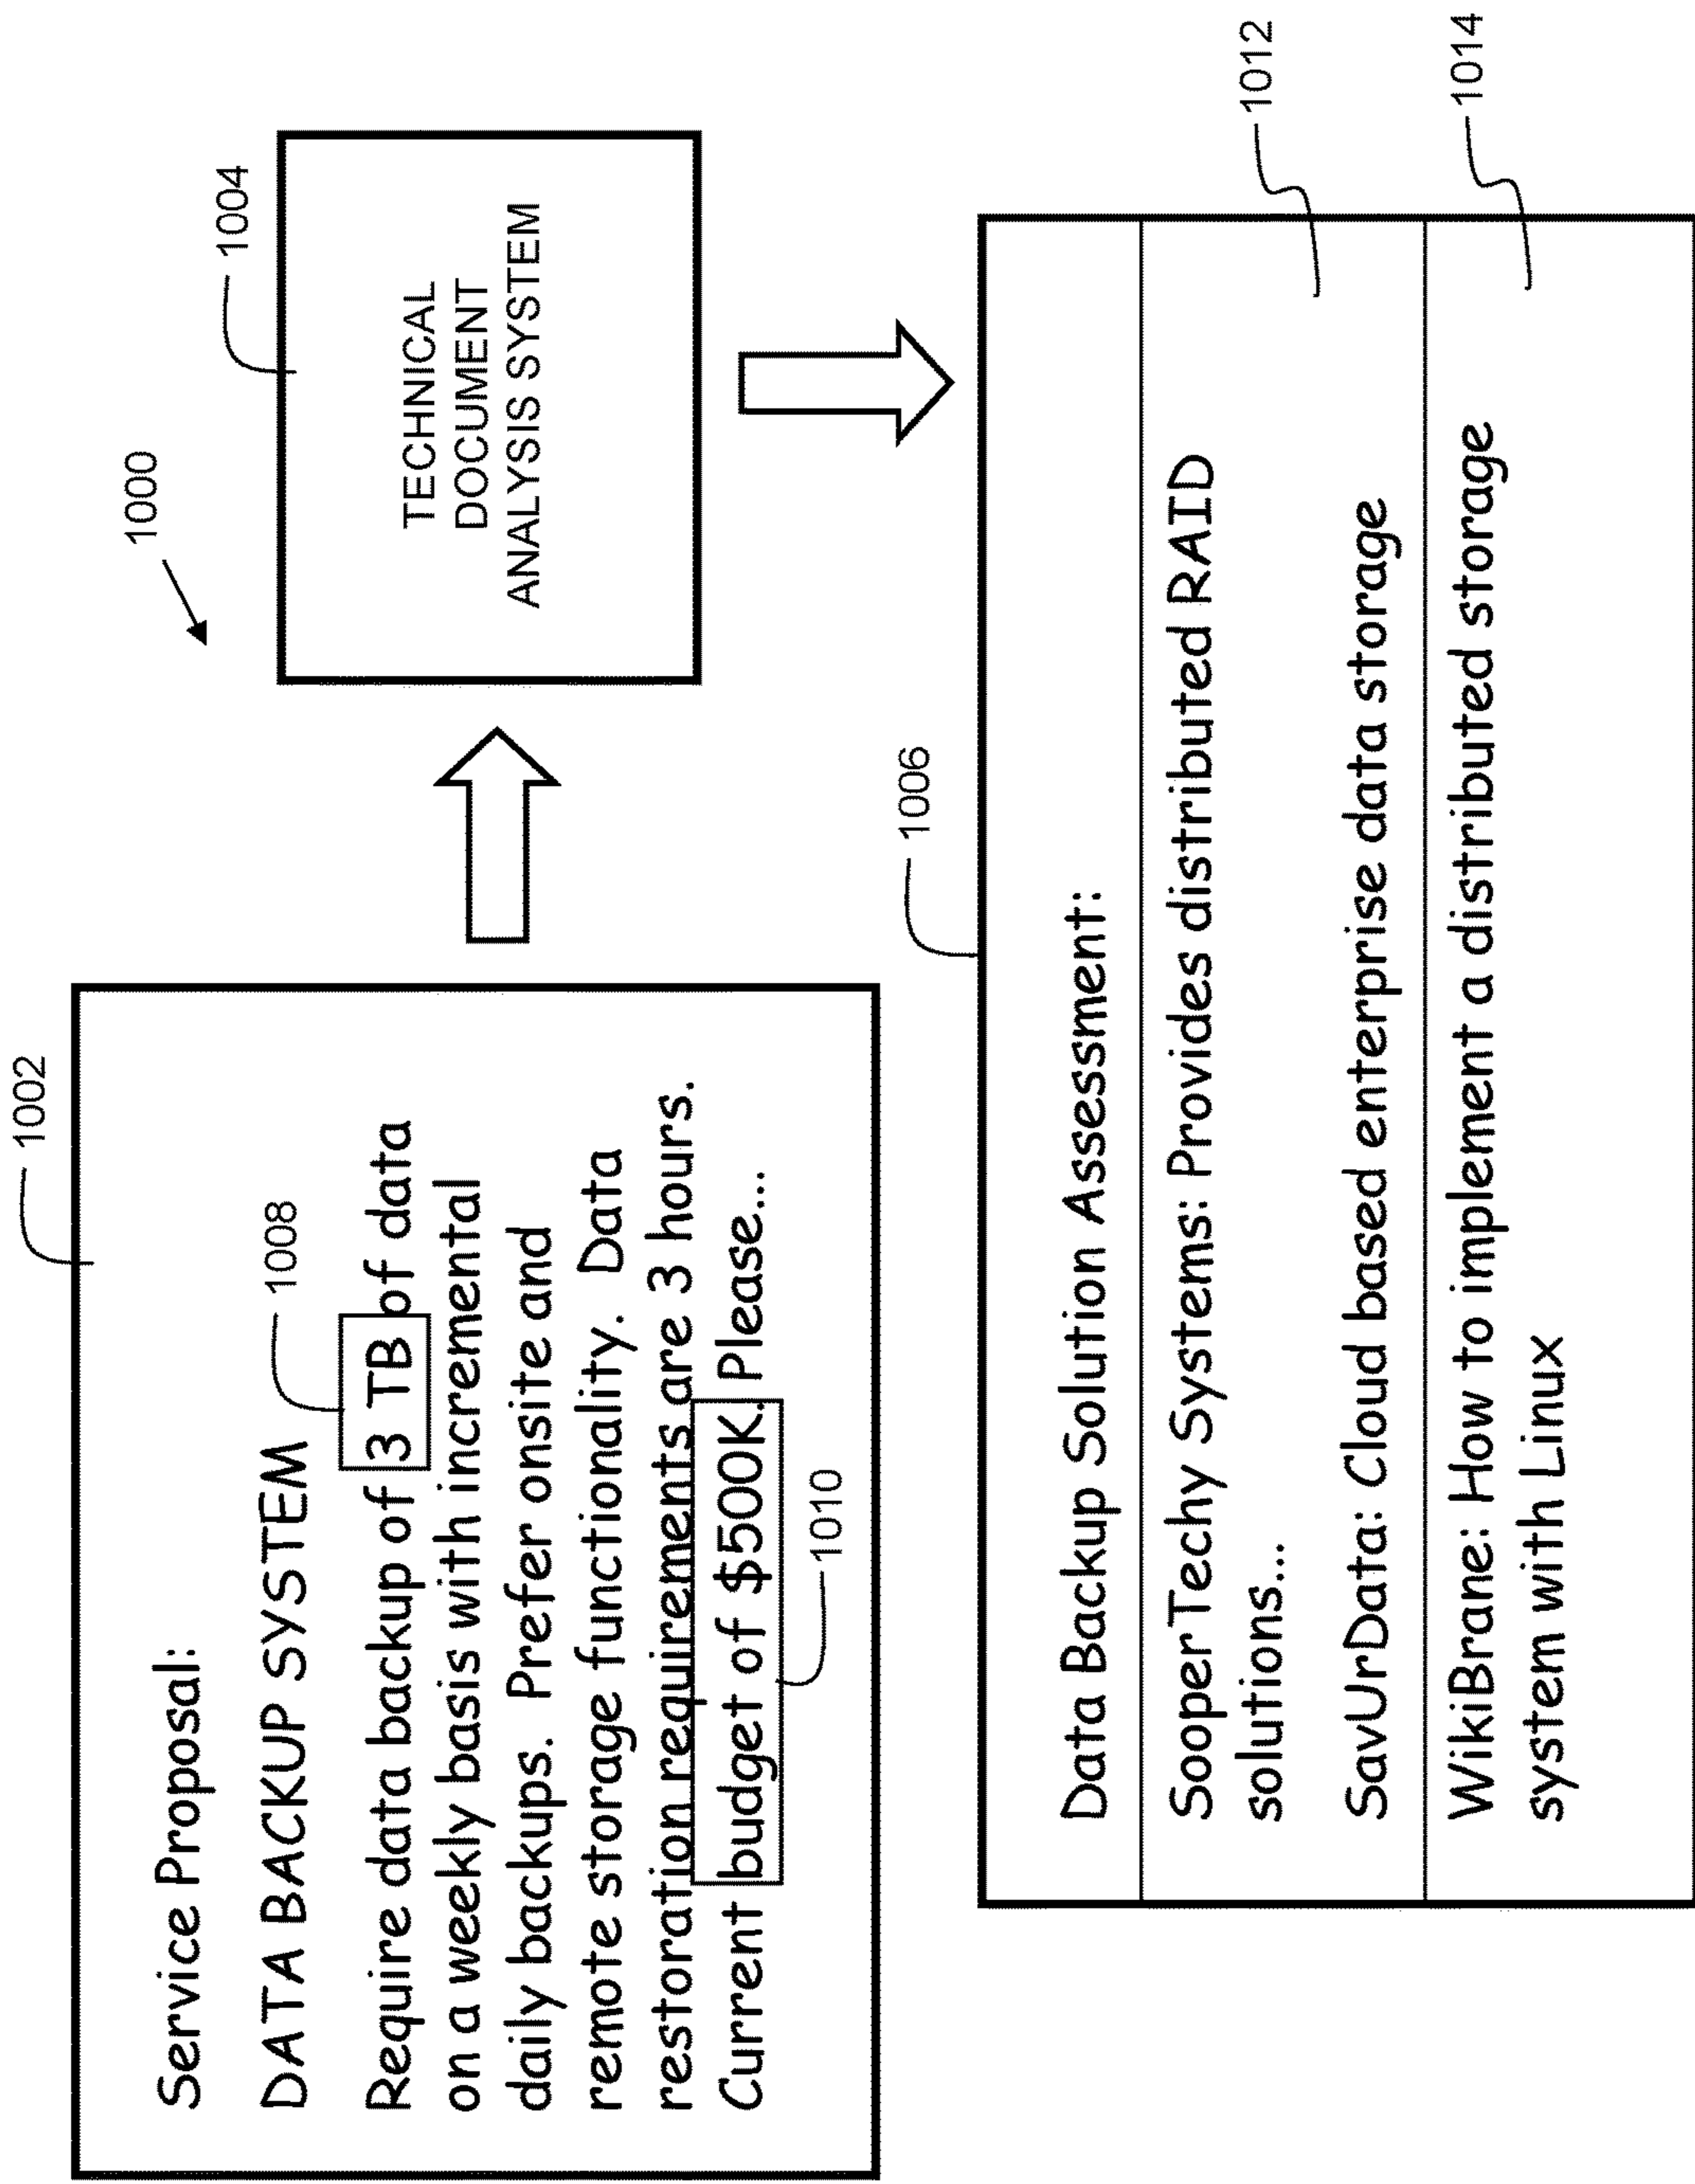 1000
1002
Service Proposal:
DATA BACKUP SYSTEM
1008
Require data backup of 3 TB of data
on a weekly basis with incremental
daily backups. Prefer onsite and
remote storage functionality. Data
restoration requirements are 3 hours.
Current budget of $500K. Please...
1010
1004
TECHNICAL
DOCUMENT
ANALYSIS SYSTEM
1006
Data Backup Solution Assessment:
SooperTechy Systems: Provides distributed RAID
solutions...
SavUrData: Cloud based enterprise data storage
1012
WikiBrane: How to implement a distributed storage
system with Linux
1014